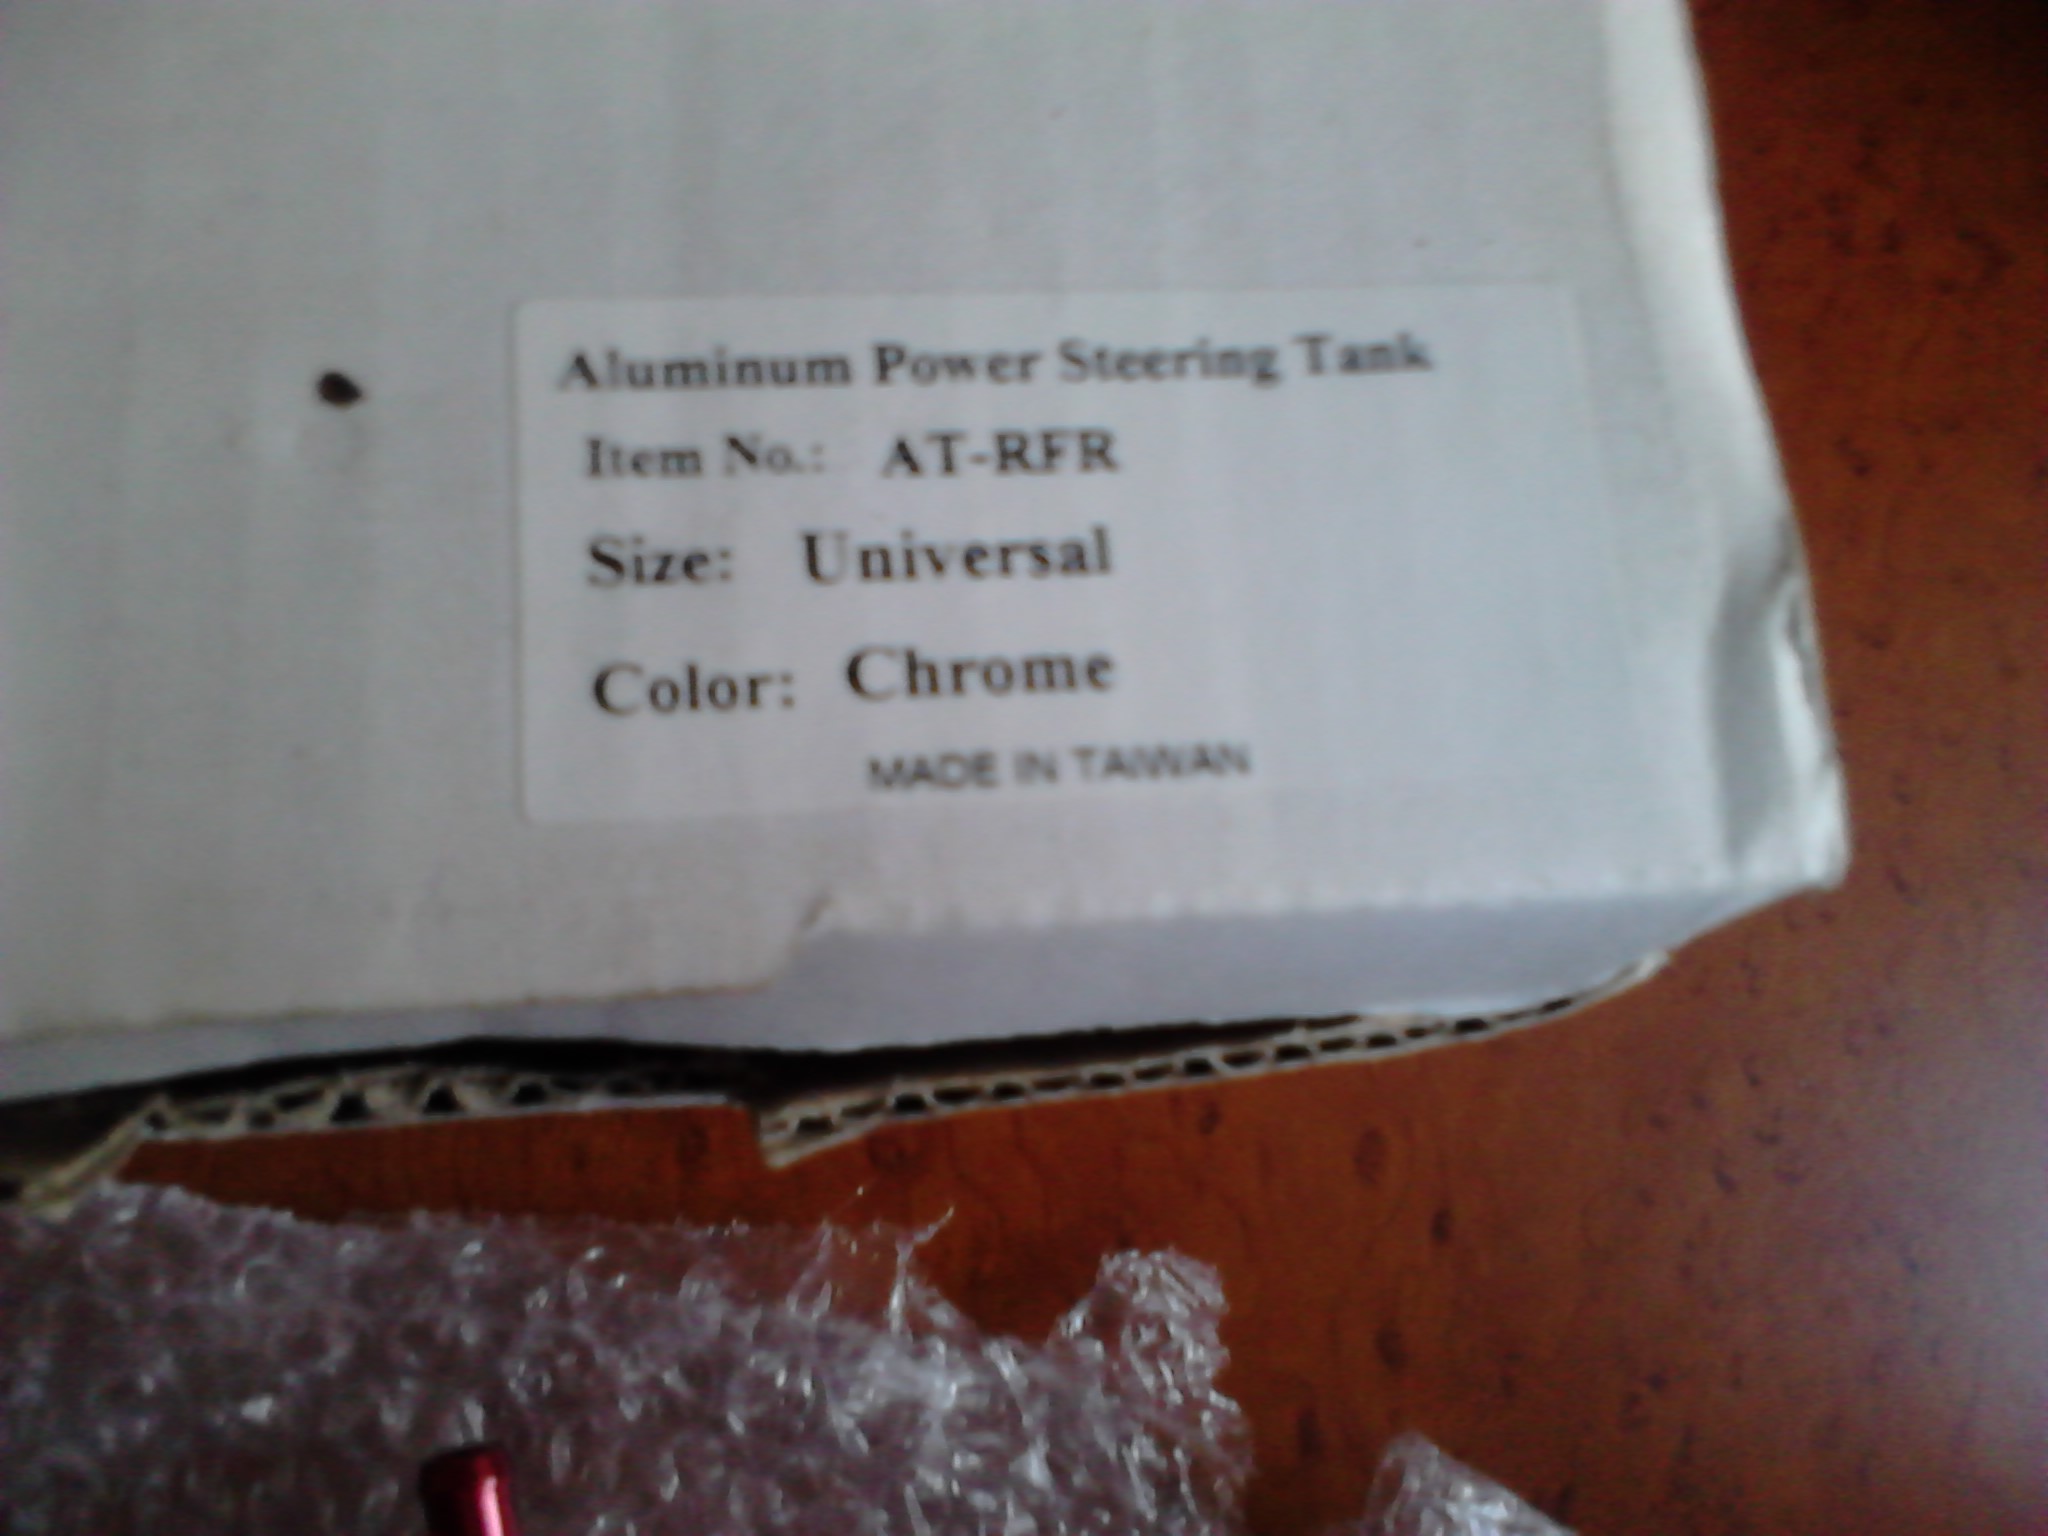 Aluminum Power Steering Tank
Item No.: AT-RFR
Size: Universal
Color: Chrome
MADE IN TAIWAN